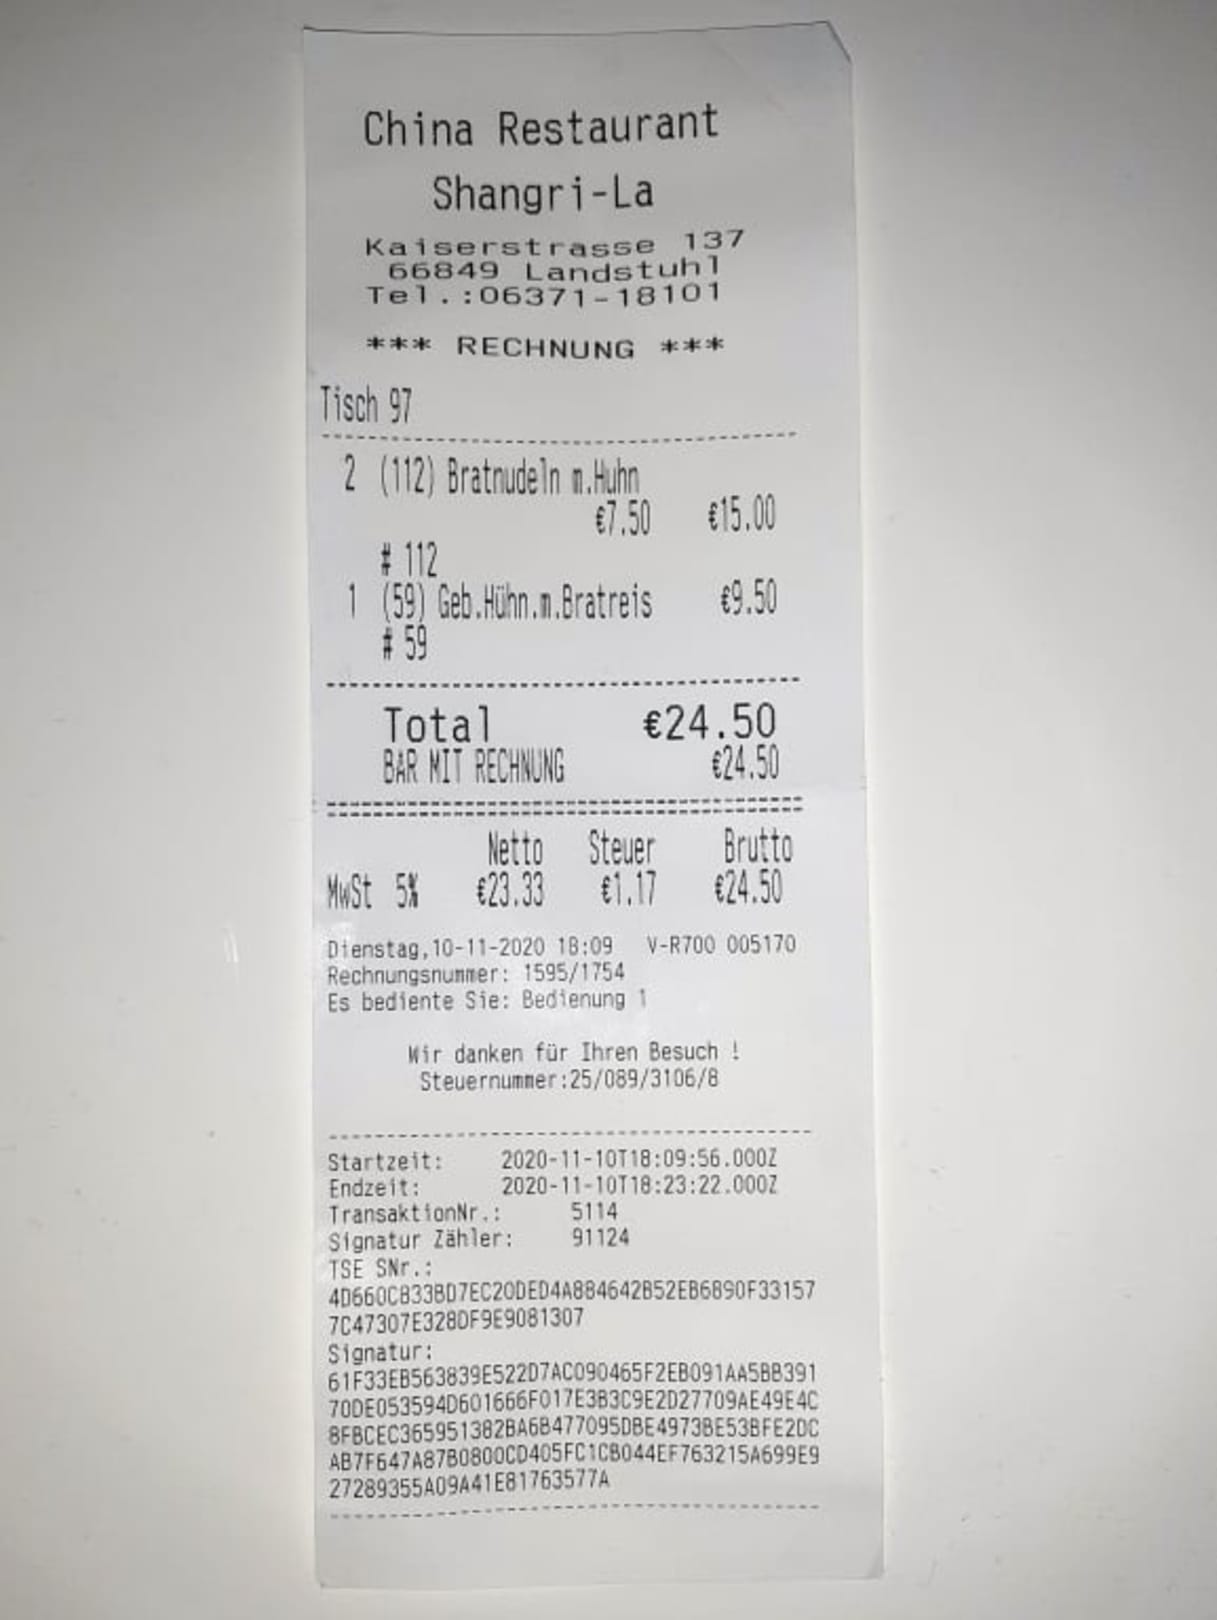 China Restaurant
Shangri-La
Kaiserstrasse 137
66849 Landstuhl
Tel.:06371-18101
*** RECHNUNG ***
Tisch 97
2 (112) Bratnudeln m.Huhn
€7.50 €15.00
# 112
1 (59) Geb.Hühn.m.Bratreis €9.50
# 59
Total €24.50
BAR MIT RECHNUNG €24.50
Netto Steuer Brutto
MwSt 5% €23.33 €1.17 €24.50
Dienstag,10-11-2020 18:09 V-R700 005170
Rechnungsnummer: 1595/1754
Es bediente Sie: Bedienung 1
Wir danken für Ihren Besuch !
Steuernummer:25/089/3106/8
Startzeit: 2020-11-10T18:09:56.000Z
Endzeit: 2020-11-10T18:23:22.000Z
TransaktionNr.: 5114
Signatur Zähler: 91124
TSE SNr.:
4D660C833BD7EC20DED4A884642B52EB6890F33157
7C47307E328DF9E9081307
Signatur:
61F33EB563839E522D7AC090465F2EB091AA5BB391
70DE053594D601666F017E3B3C9E2D27709AE49E4C
8FBCEC365951382BA6B477095DBE4973BE53BFE2DC
AB7F647A87B0800CD405FC1CB044EF763215A699E9
27289355A09A41E81763577A